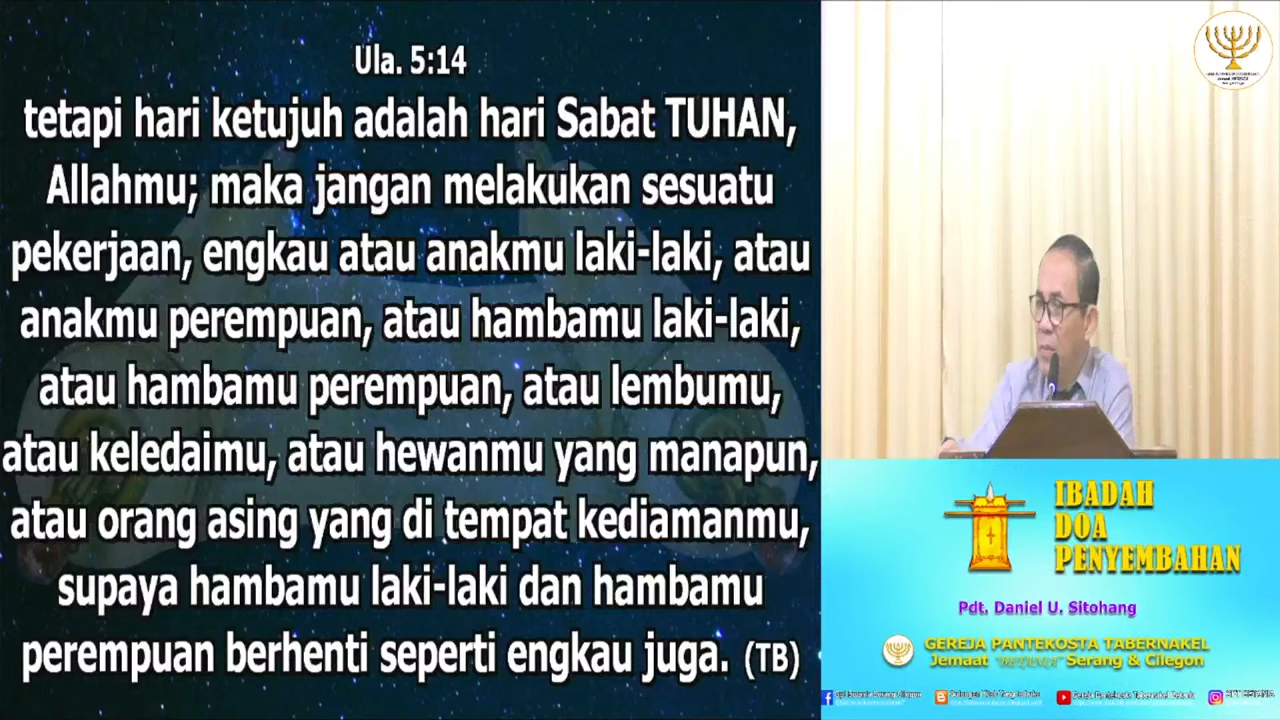 Ula. 5:14
tetapi hari ketujuh adalah hari Sabat TUHAN,
Allahmu; maka jangan melakukan sesuatu
pekerjaan, engkau atau anakmu laki-laki, atau
anakmu perempuan, atau hambamu laki-laki,
atau hambamu perempuan, atau lembumu,
atau keledaimu, atau hewanmu yang manapun,
atau orang asing yang di tempat kediamanmu,
supaya hambamu laki-laki dan hambamu
perempuan berhenti seperti engkau juga. (TB)
IBADAH
DOA
PENYEMBAHAN
Pdt. Daniel U. Sitohang
GEREJA PANTEKOSTA TABERNAKEL
Jemaat "BETANIA" Serang & Cilegon